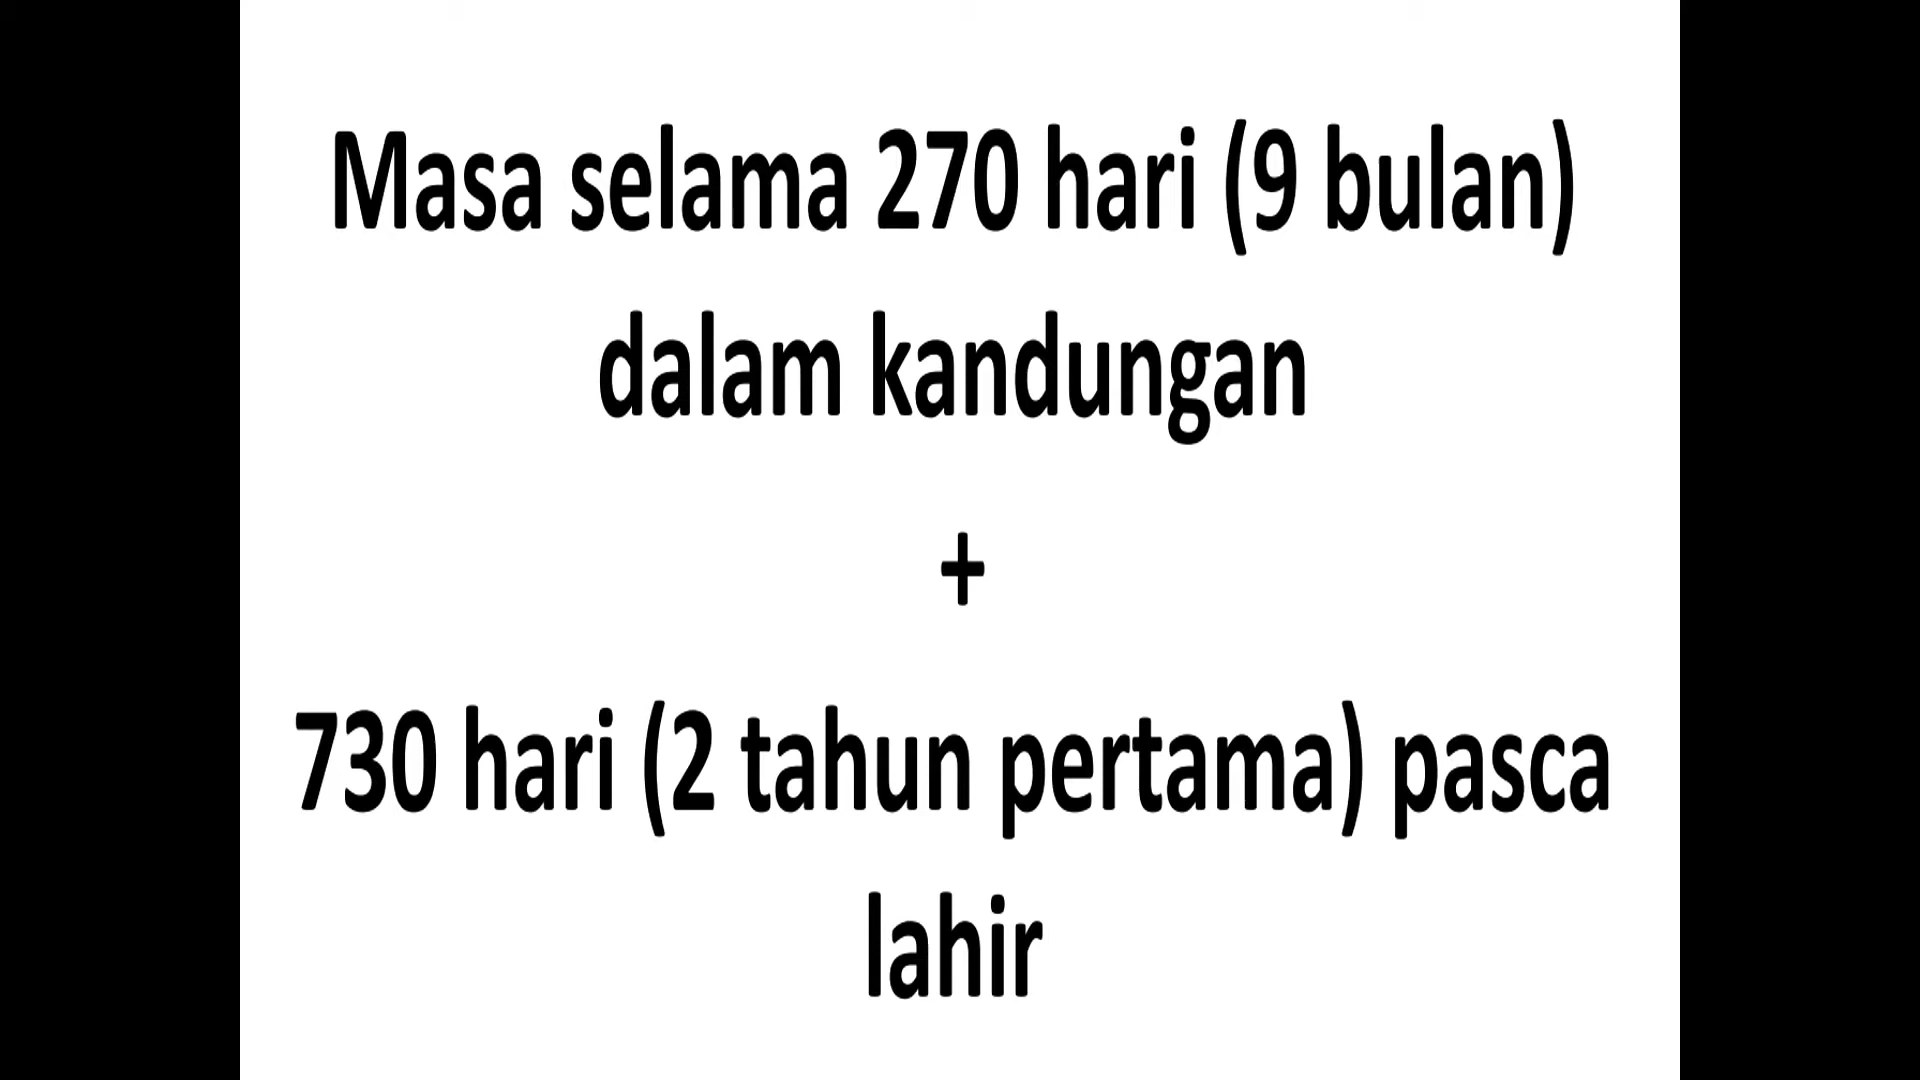 Masa selama 270 hari (9 bulan)
dalam kandungan
+
730 hari (2 tahun pertama) pasca
lahir